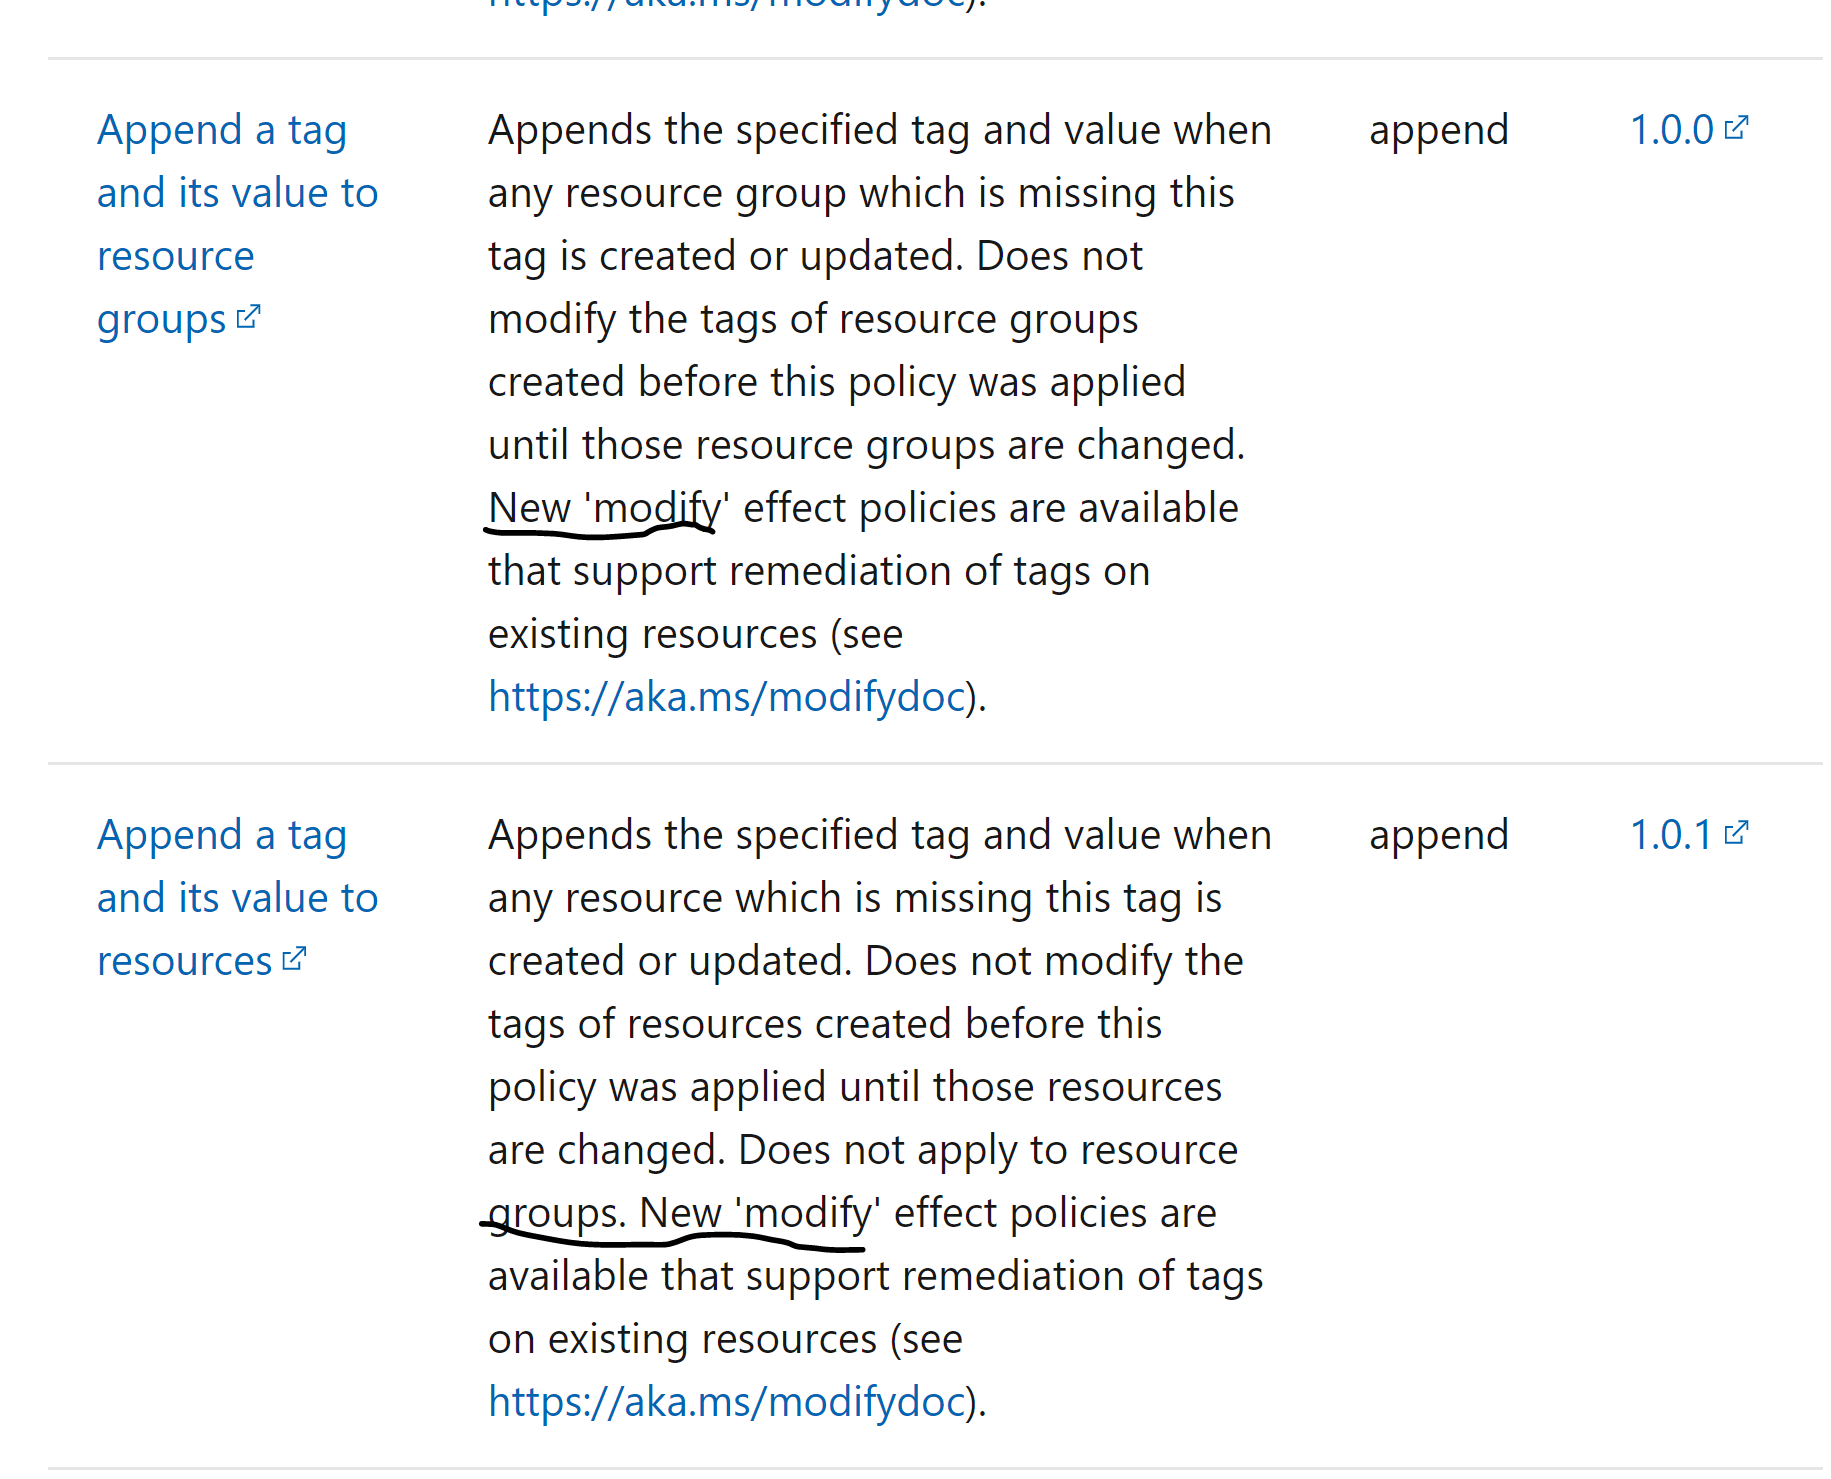 https://aka.ms/modifydoc).
Append a tag
and its value to
resource
groups
Appends the specified tag and value when
any resource group which is missing this
tag is created or updated. Does not
modify the tags of resource groups
created before this policy was applied
until those resource groups are changed.
New 'modify' effect policies are available
that support remediation of tags on
existing resources (see
https://aka.ms/modifydoc).
append
1.0.0
Append a tag
and its value to
resources
Appends the specified tag and value when
any resource which is missing this tag is
created or updated. Does not modify the
tags of resources created before this
policy was applied until those resources
are changed. Does not apply to resource
groups. New 'modify' effect policies are
available that support remediation of tags
on existing resources (see
https://aka.ms/modifydoc).
append
1.0.1